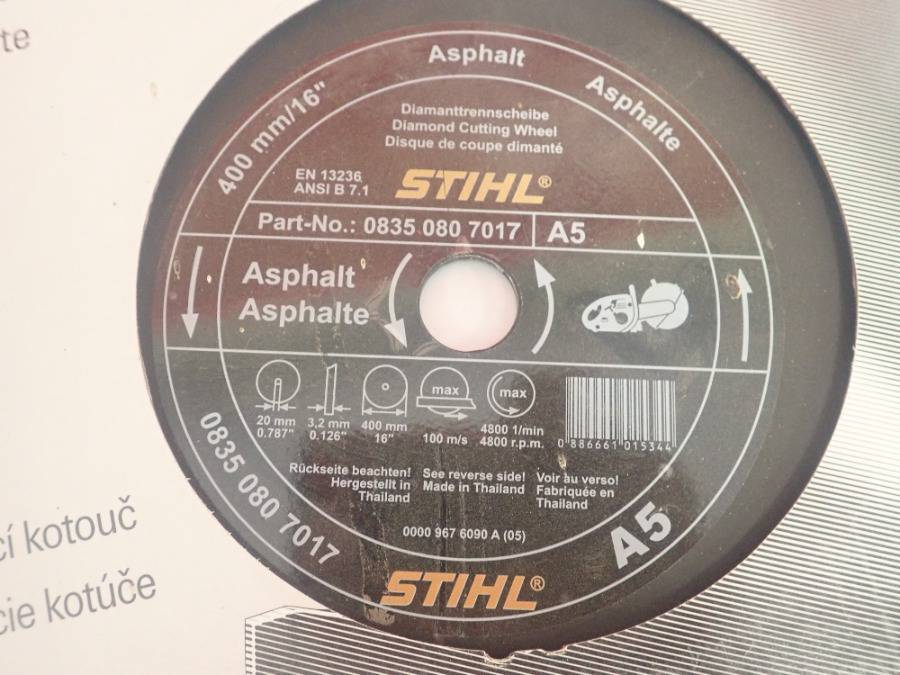 te
Asphalt
Asphalte
400 mm/16"
Diamanttrennscheibe
Diamond Cutting Wheel
Disque de coupe dimanté
EN 13236
ANSI B 7.1
STIHL®
Part-No.: 0835 080 7017 A5
Asphalt
Asphalte
max
max
20 mm
0.787"
3,2 mm
0.126"
400 mm
16"
100 m/s
4800 1/min
4800 r.p.m.
0 886661 015344
Rückseite beachten!
Hergestellt in
Thailand
See reverse side!
Made in Thailand
Voir au verso!
Fabriquée en
Thailand
0000 967 6090 A (05)
0835 080 7017
A5
STIHL®
cí kotouč
cie kotúče